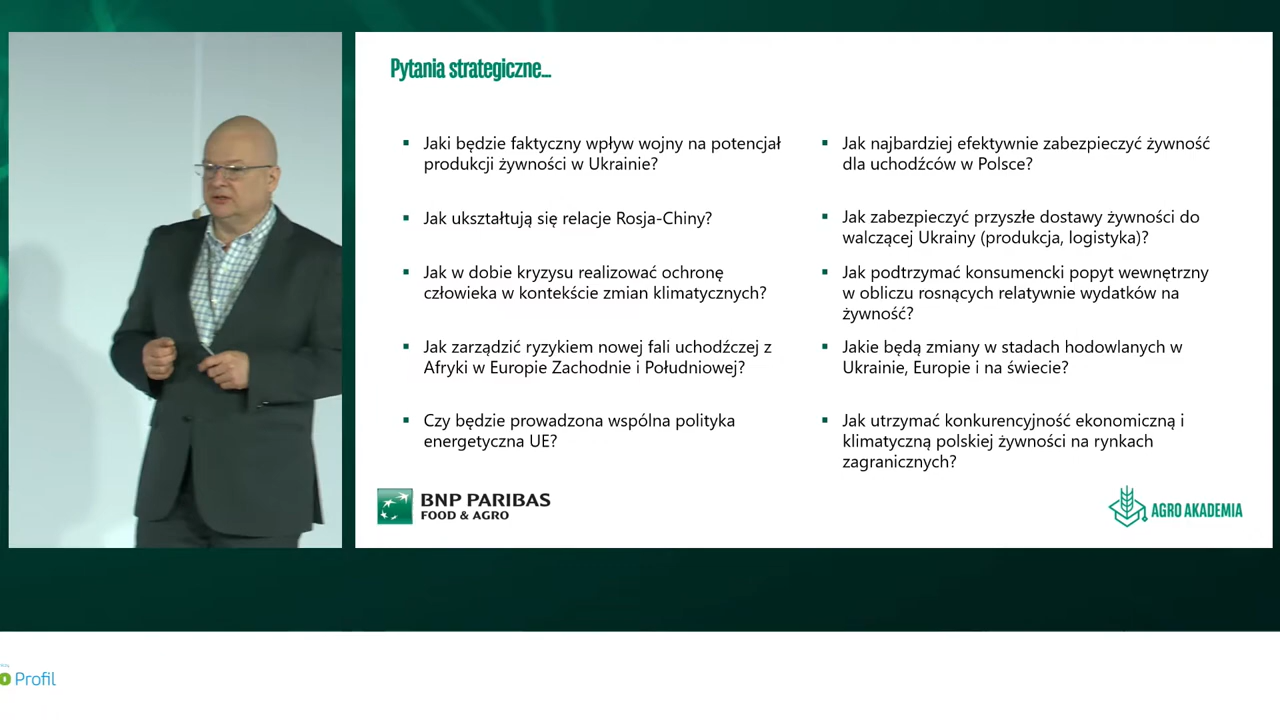 Pytania strategiczne...
Jaki będzie faktyczny wpływ wojny na potencjał
produkcji żywności w Ukrainie?
Jak ukształtują się relacje Rosja-Chiny?
Jak w dobie kryzysu realizować ochronę
człowieka w kontekście zmian klimatycznych?
Jak zarządzić ryzykiem nowej fali uchodźczej z
Afryki w Europie Zachodnie i Południowej?
Czy będzie prowadzona wspólna polityka
energetyczna UE?
Jak najbardziej efektywnie zabezpieczyć żywność
dla uchodźców w Polsce?
Jak zabezpieczyć przyszłe dostawy żywności do
walczącej Ukrainy (produkcja, logistyka)?
Jak podtrzymać konsumencki popyt wewnętrzny
w obliczu rosnących relatywnie wydatków na
żywność?
Jakie będą zmiany w stadach hodowlanych w
Ukrainie, Europie i na świecie?
Jak utrzymać konkurencyjność ekonomiczną i
klimatyczną polskiej żywności na rynkach
zagranicznych?
BNP PARIBAS
FOOD & AGRO
AGRO AKADEMIA
Profil